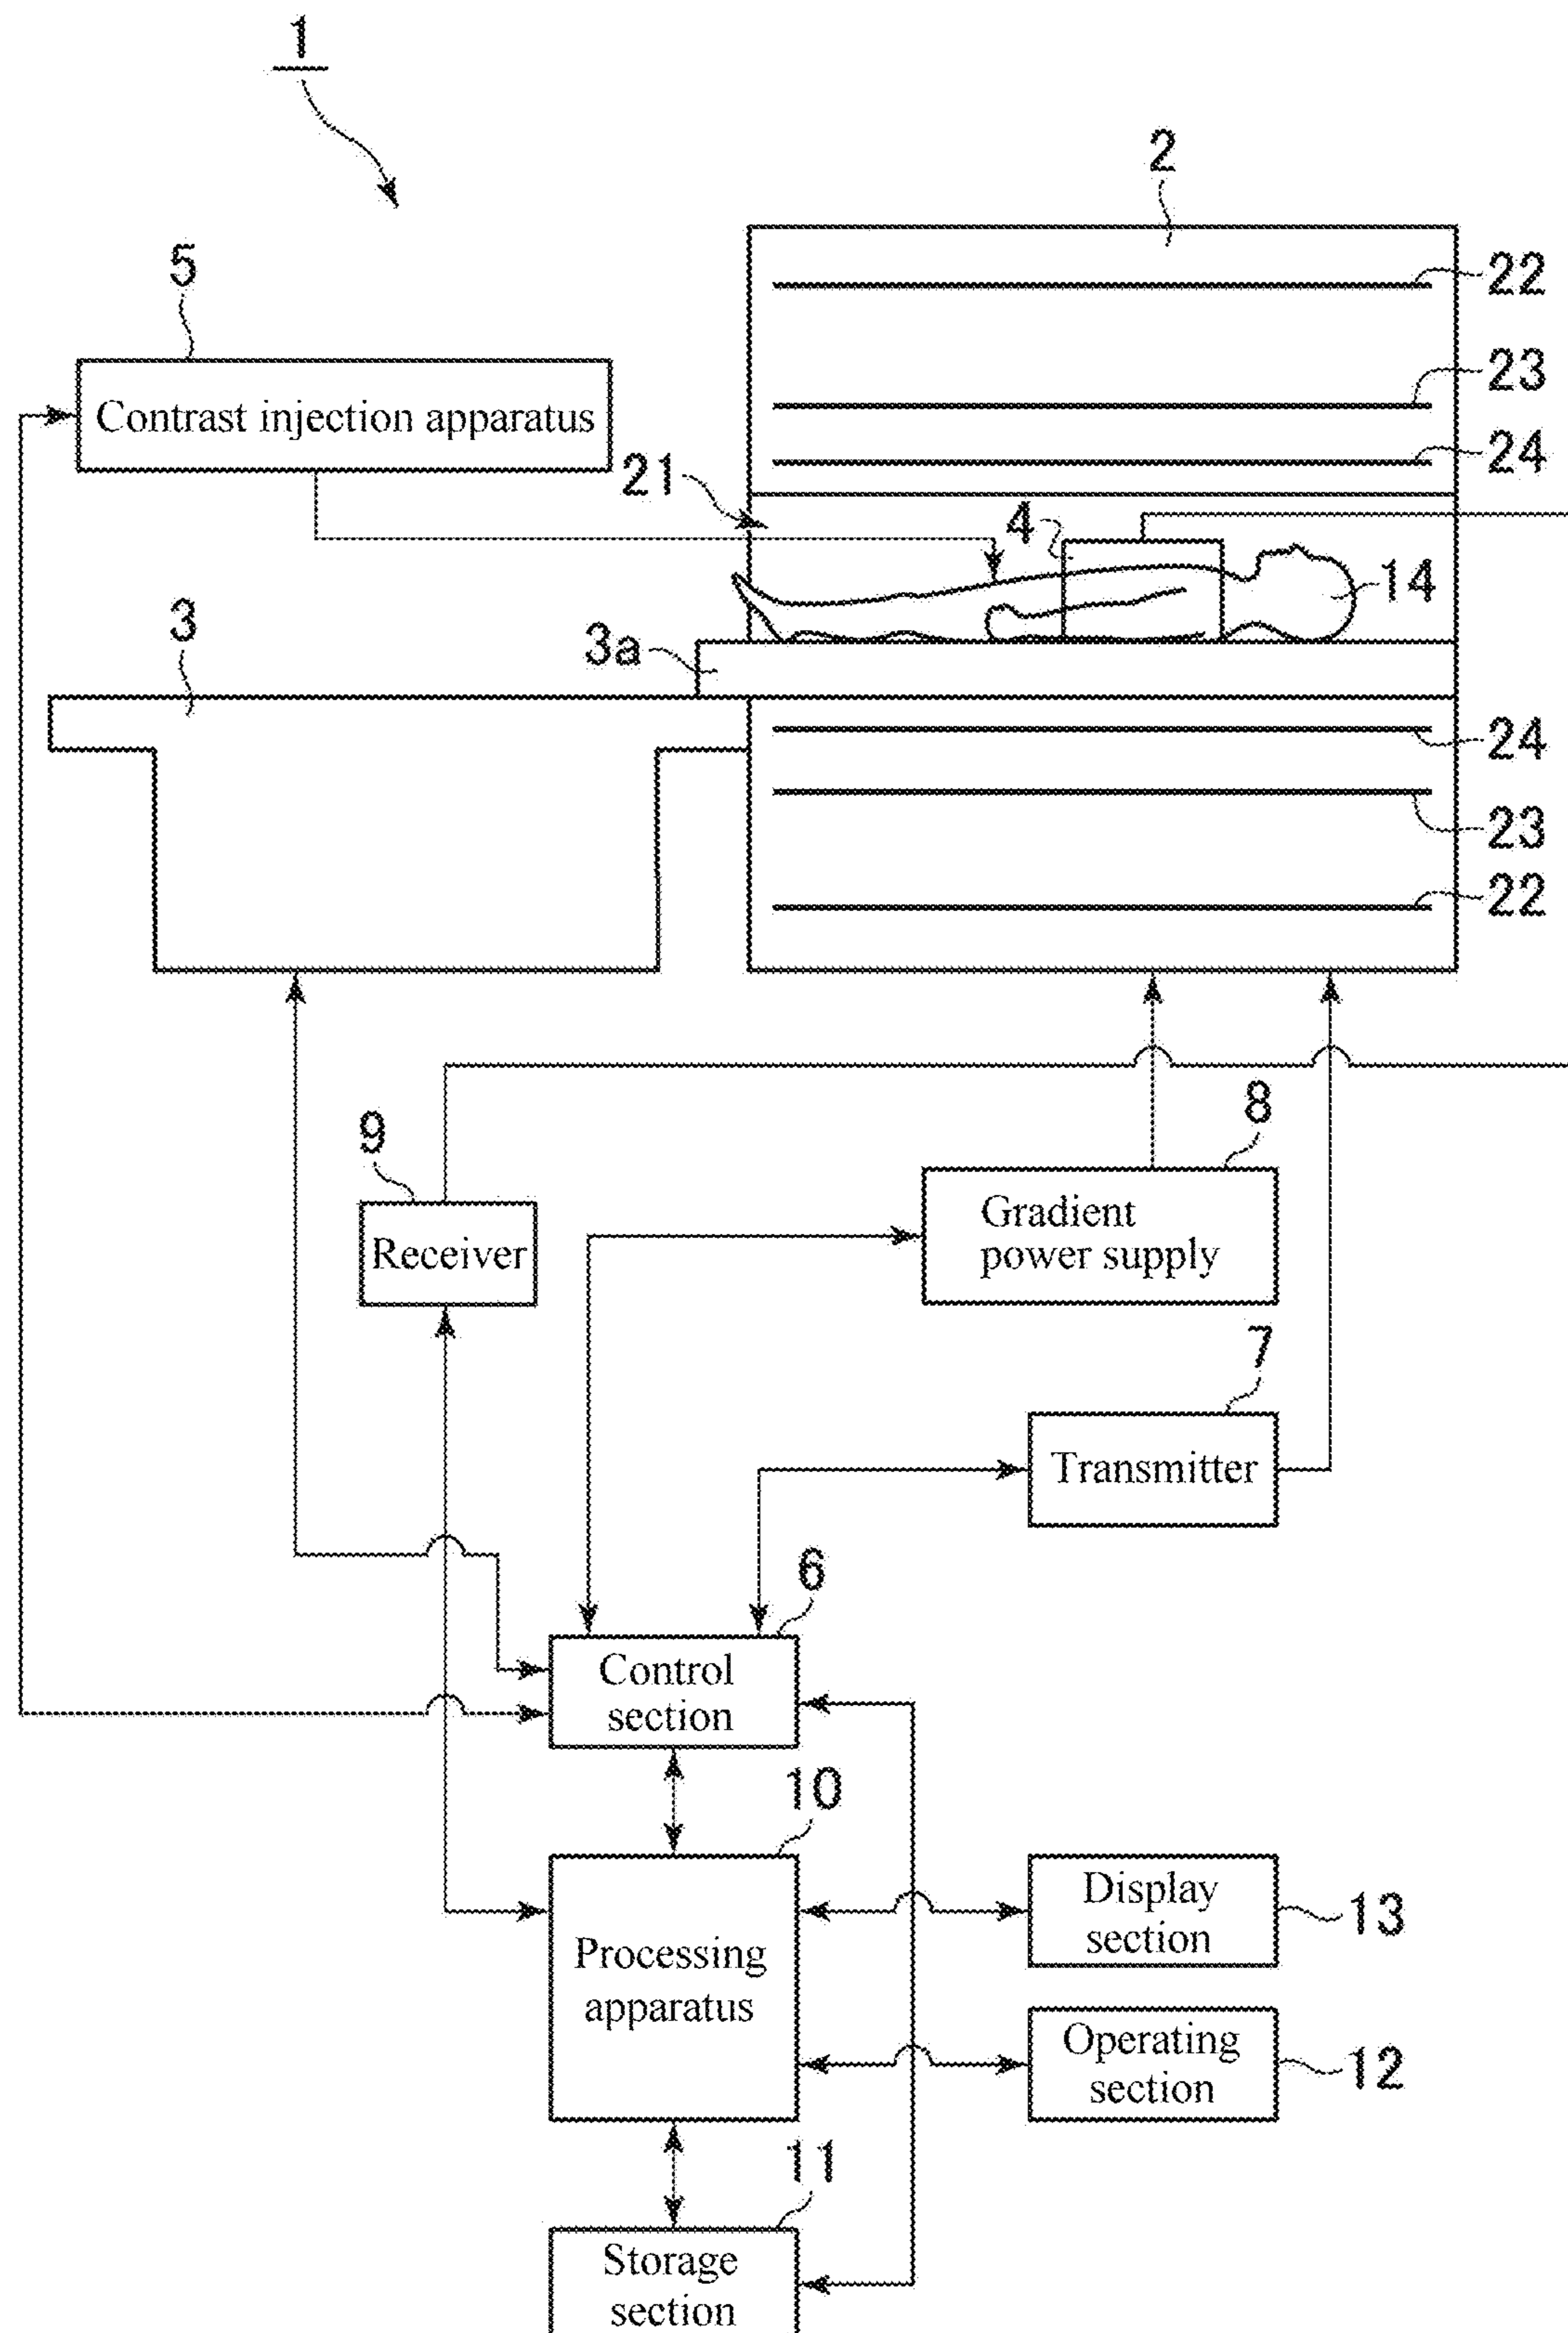 1
2
22
5
23
Contrast injection apparatus
24
21
4
14
3
3a
24
23
22
8
9
Gradient
power supply
Receiver
7
Transmitter
6
Control
section
10
Display
section
13
Processing
apparatus
Operating
section
12
11
Storage
section